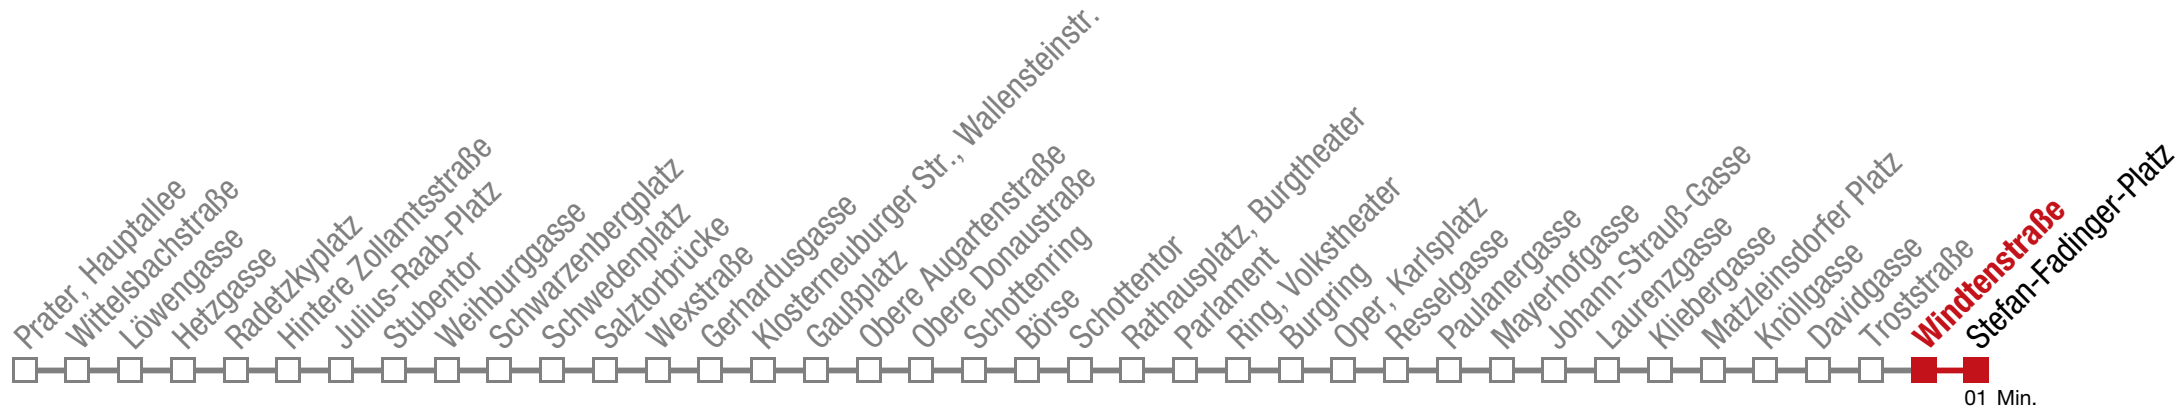 Prater, Hauptallee
Wittelsbachstraße
Löwengasse
Hetzgasse
Radetzkyplatz
Hintere Zollamtsstraße
Julius-Raab-Platz
Stubentor
Weihburggasse
Schwarzenbergplatz
Schwedenplatz
Salztorbrücke
Wexstraße
Gerhardusgasse
Klosterneuburger Str., Wallensteinstr.
Gaußplatz
Obere Augartenstraße
Obere Donaustraße
Schottenring
Börse
Schottentor
Rathausplatz, Burgtheater
Parlament
Ring, Volkstheater
Burgring
Oper, Karlsplatz
Resselgasse
Paulanergasse
Mayerhofgasse
Johann-Strauß-Gasse
Laurenzgasse
Kliebergasse
Matzleinsdorfer Platz
Knöllgasse
Davidgasse
Troststraße
Windtenstraße
Stefan-Fadinger-Platz
01 Min.